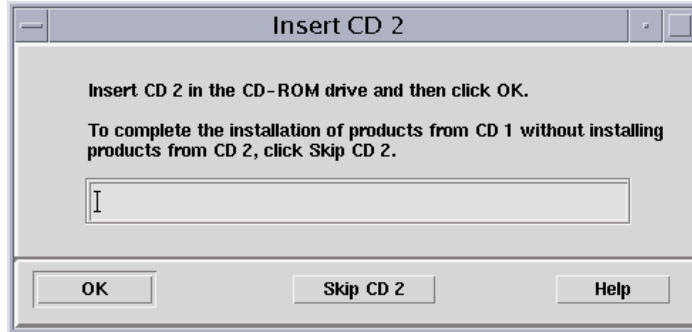 Insert CD 2
Insert CD 2 in the CD-ROM drive and then click OK.
To complete the installation of products from CD 1 without installing
products from CD 2, click Skip CD 2.
OK
Skip CD 2
Help